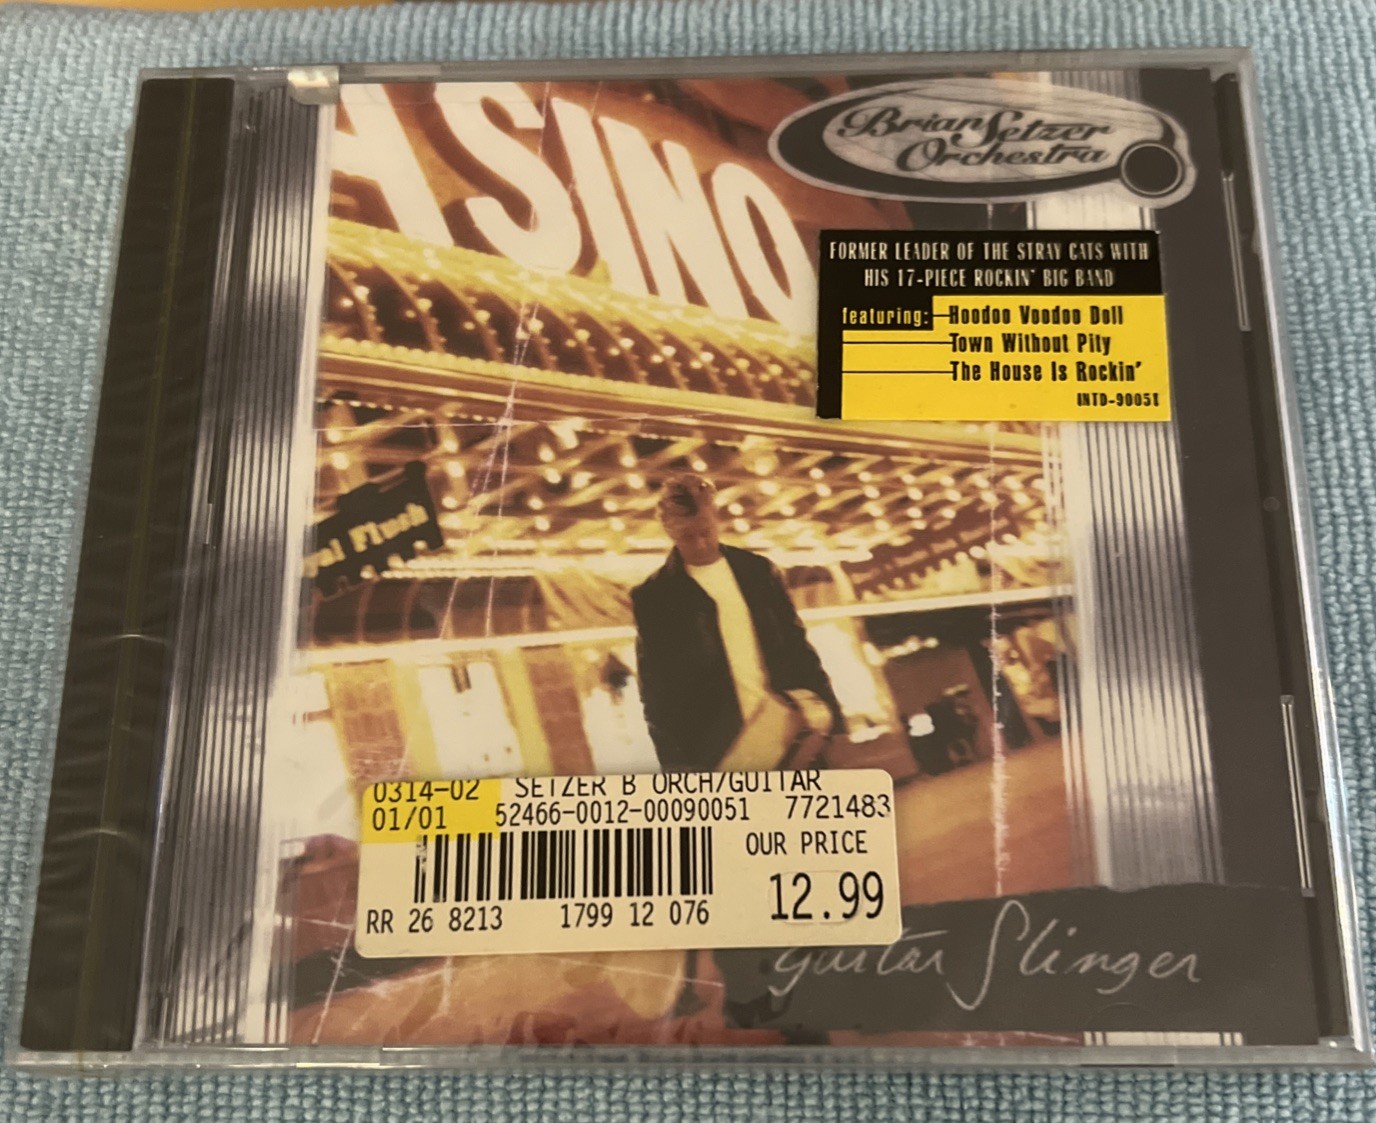 ASINO
Brian Setzer
Orchestra
FORMER LEADER OF THE STRAY CATS WITH
HIS 17-PIECE ROCKIN' BIG BAND
featuring: Hoodoo Voodoo Doll
Town Without Pity
The House Is Rockin'
INTD-90051
Flush
0314-02 SETZER B ORCH/GUITAR
01/01 52466-0012-00090051 7721483
OUR PRICE
12.99
RR 26 8213 1799 12 076
guitar Slinger